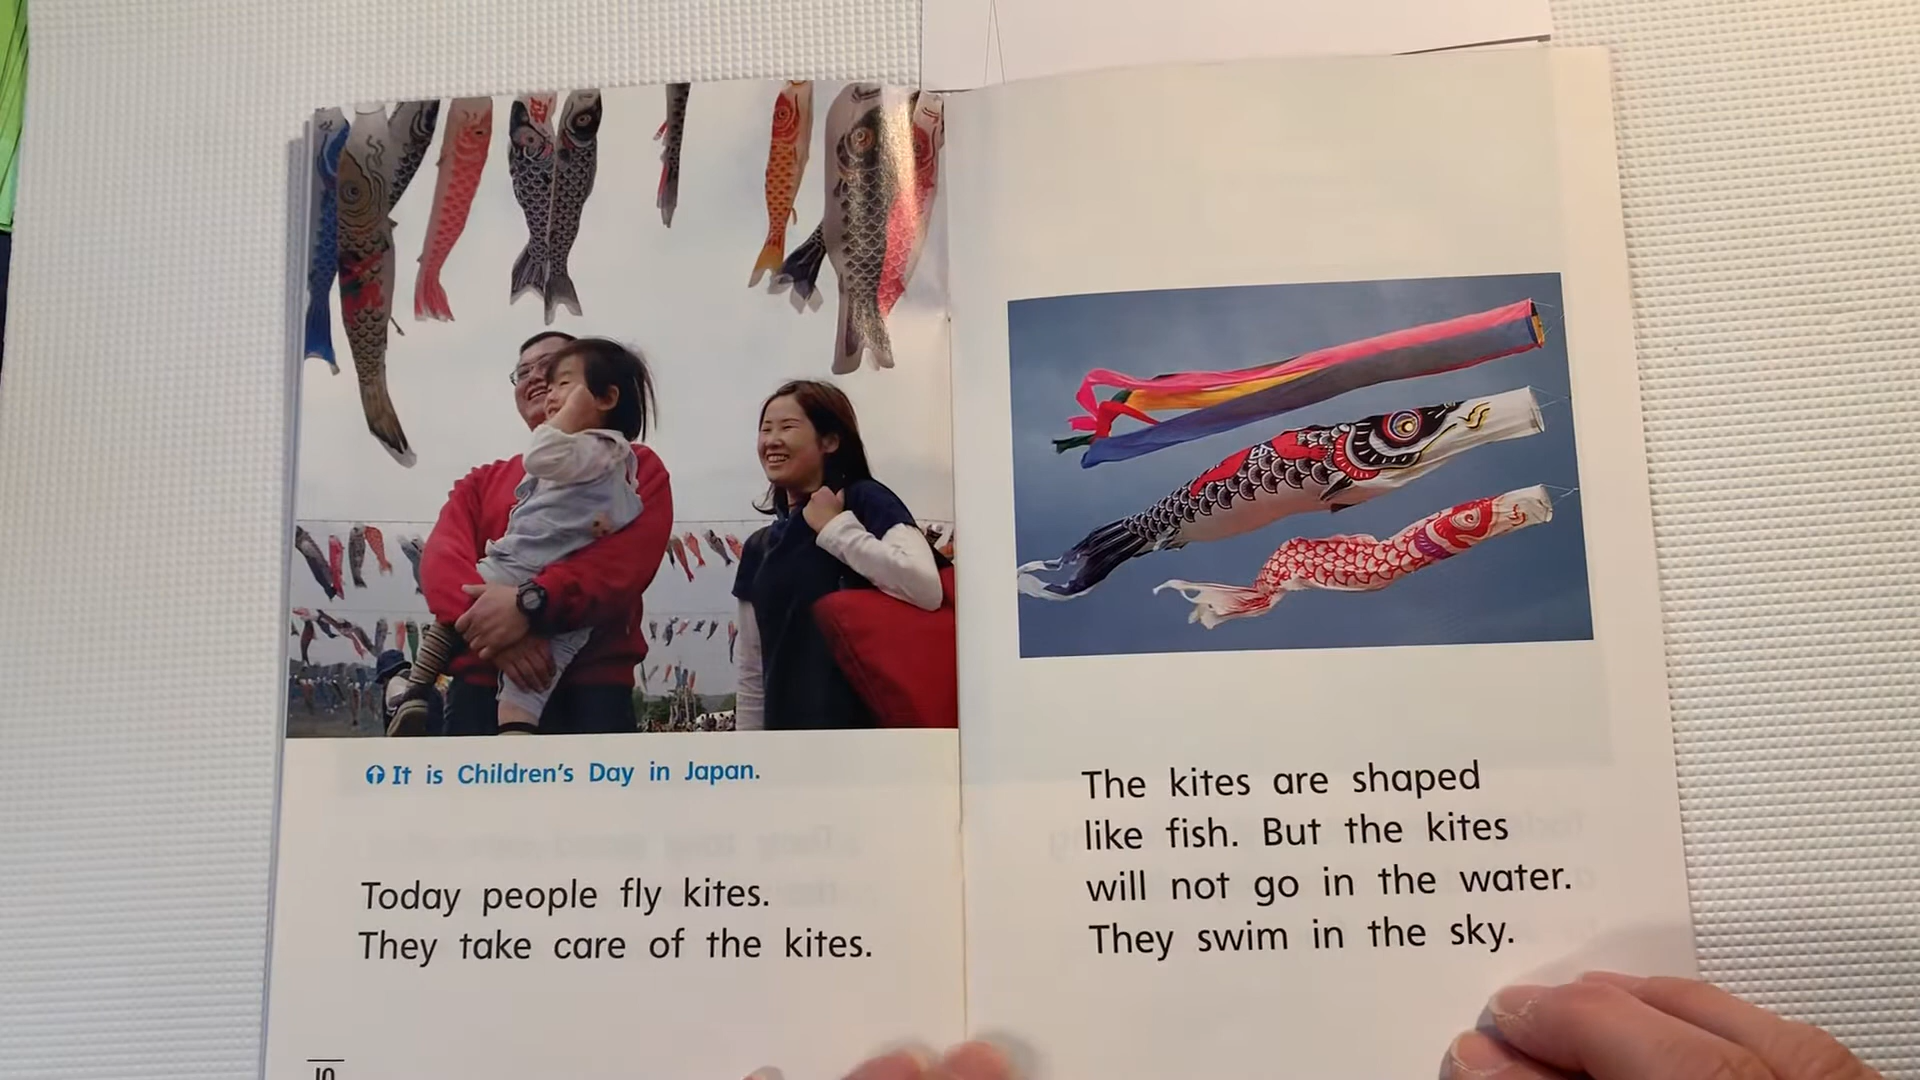 It is Children's Day in Japan.
Today people fly kites.
They take care of the kites.
10
The kites are shaped
like fish. But the kites
will not go in the water.
They swim in the sky.